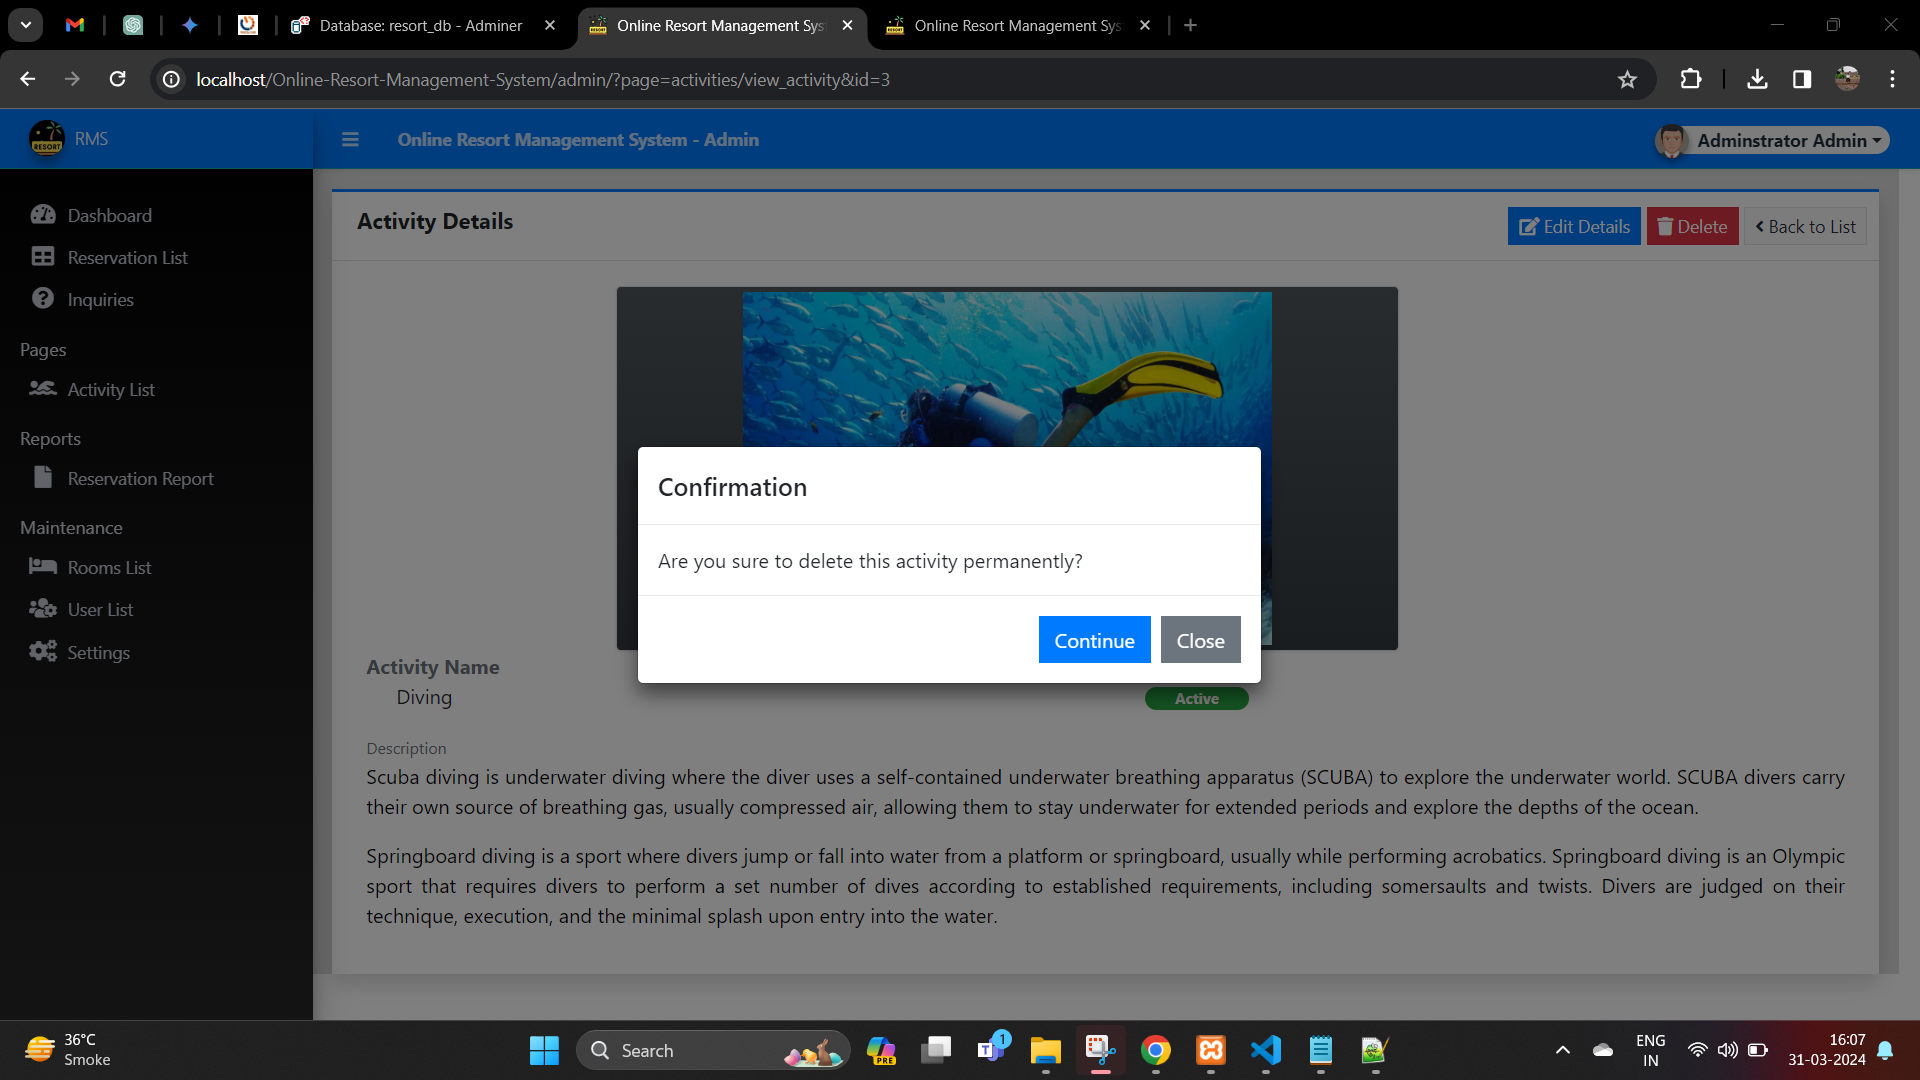 Database: resort_db - Adminer
Online Resort Management Sys
Online Resort Management Sys
localhost/Online-Resort-Management-System/admin/?page=activities/view_activity&id=3
RESORT
RMS
Online Resort Management System - Admin
Adminstrator Admin
Dashboard
Reservation List
Inquiries
Pages
Activity List
Reports
Reservation Report
Maintenance
Rooms List
User List
Settings
Activity Details
Edit Details
Delete
Back to List
Confirmation
Are you sure to delete this activity permanently?
Continue
Close
Activity Name
Diving
Active
Description
Scuba diving is underwater diving where the diver uses a self-contained underwater breathing apparatus (SCUBA) to explore the underwater world. SCUBA divers carry
their own source of breathing gas, usually compressed air, allowing them to stay underwater for extended periods and explore the depths of the ocean.
Springboard diving is a sport where divers jump or fall into water from a platform or springboard, usually while performing acrobatics. Springboard diving is an Olympic
sport that requires divers to perform a set number of dives according to established requirements, including somersaults and twists. Divers are judged on their
technique, execution, and the minimal splash upon entry into the water.
36°C
Smoke
Search
PRE
1
ENG
IN
16:07
31-03-2024